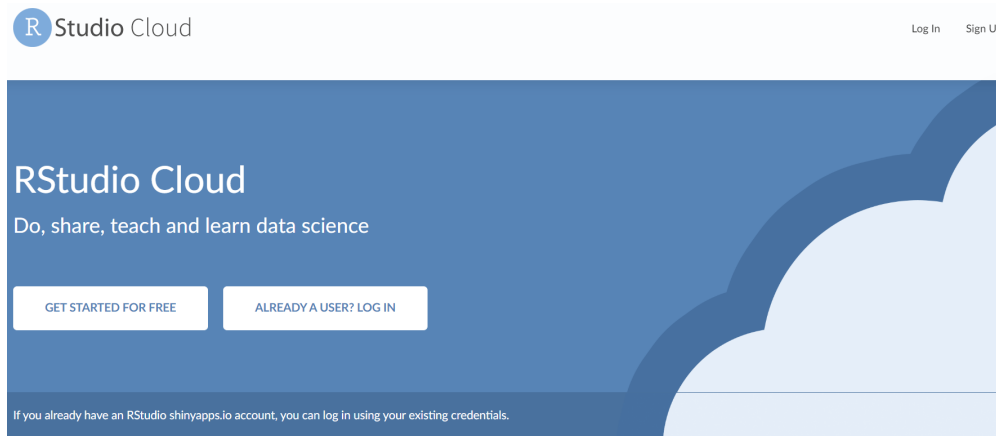 R Studio Cloud
Log In Sign U
RStudio Cloud
Do, share, teach and learn data science
GET STARTED FOR FREE ALREADY A USER? LOG IN
If you already have an RStudio shinyapps.io account, you can log in using your existing credentials.